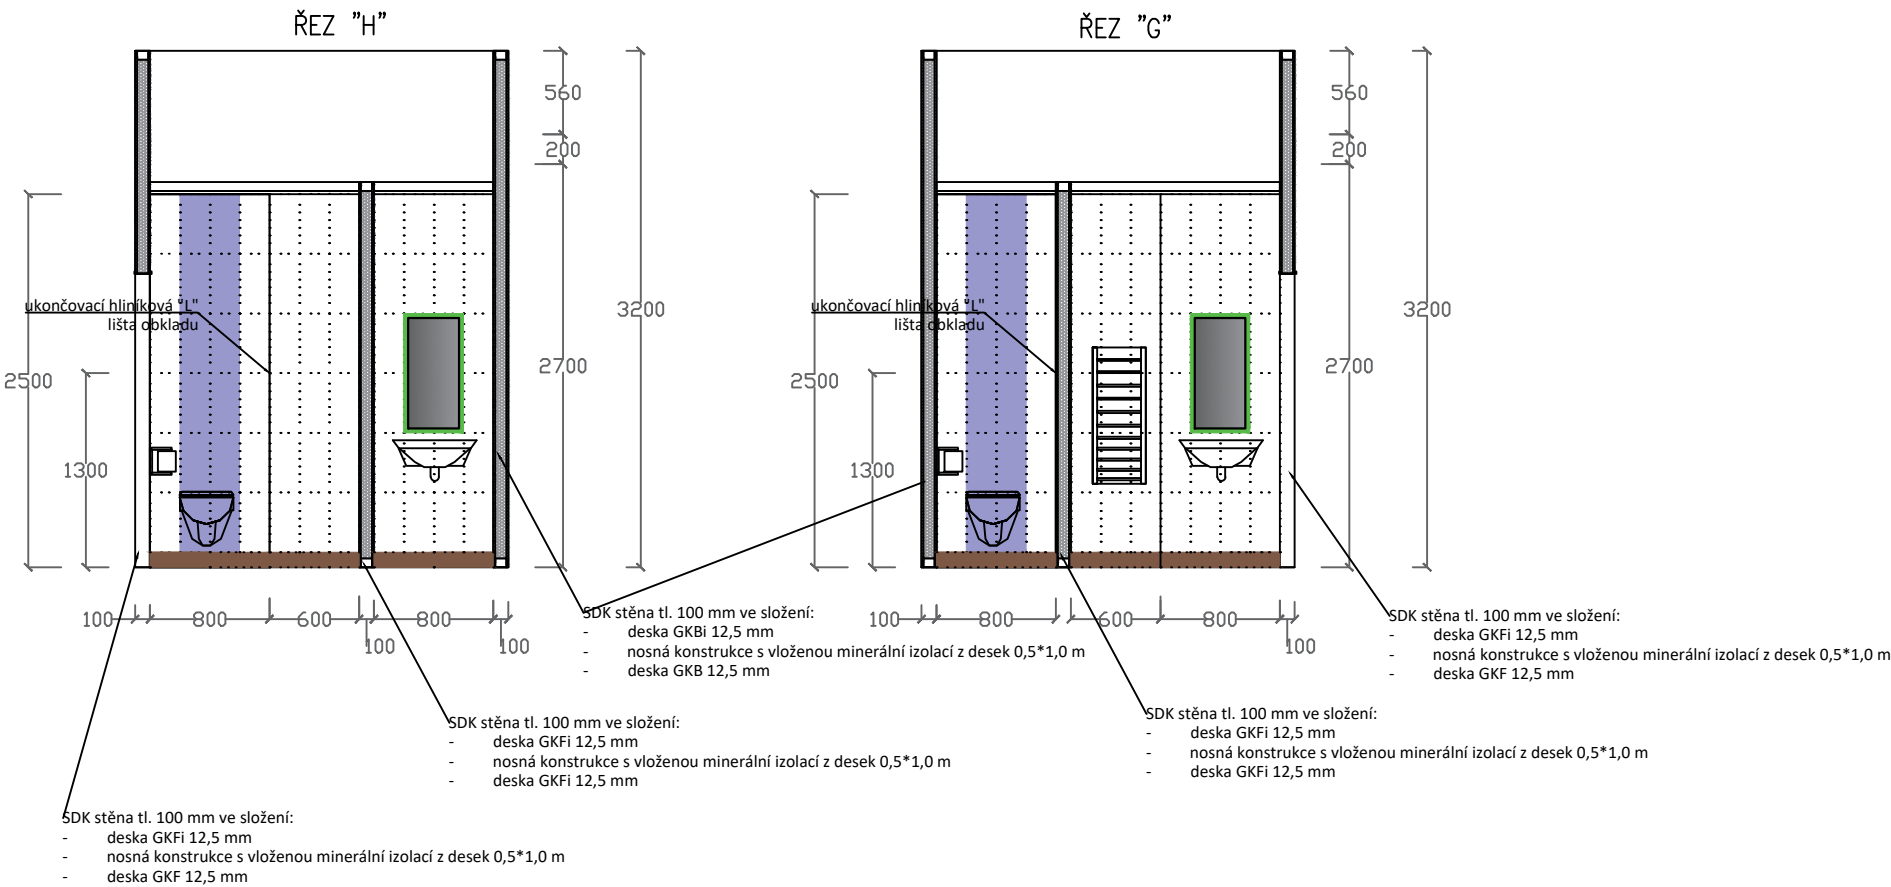 ŘEZ "H"
560
200
ukončovací hliníková "L"
lišta obkladu
3200
2700
2500
1300
100
800
600
800
100
100
ŘEZ "G"
560
200
ukončovací hliníková "L"
lišta obkladu
3200
2700
2500
1300
100
800
600
800
100
SDK stěna tl. 100 mm ve složení:
- deska GKBi 12,5 mm
- nosná konstrukce s vloženou minerální izolací z desek 0,5*1,0 m
- deska GKB 12,5 mm
SDK stěna tl. 100 mm ve složení:
- deska GKFi 12,5 mm
- nosná konstrukce s vloženou minerální izolací z desek 0,5*1,0 m
- deska GKF 12,5 mm
SDK stěna tl. 100 mm ve složení:
- deska GKFi 12,5 mm
- nosná konstrukce s vloženou minerální izolací z desek 0,5*1,0 m
- deska GKFi 12,5 mm
SDK stěna tl. 100 mm ve složení:
- deska GKFi 12,5 mm
- nosná konstrukce s vloženou minerální izolací z desek 0,5*1,0 m
- deska GKFi 12,5 mm
SDK stěna tl. 100 mm ve složení:
- deska GKFi 12,5 mm
- nosná konstrukce s vloženou minerální izolací z desek 0,5*1,0 m
- deska GKF 12,5 mm